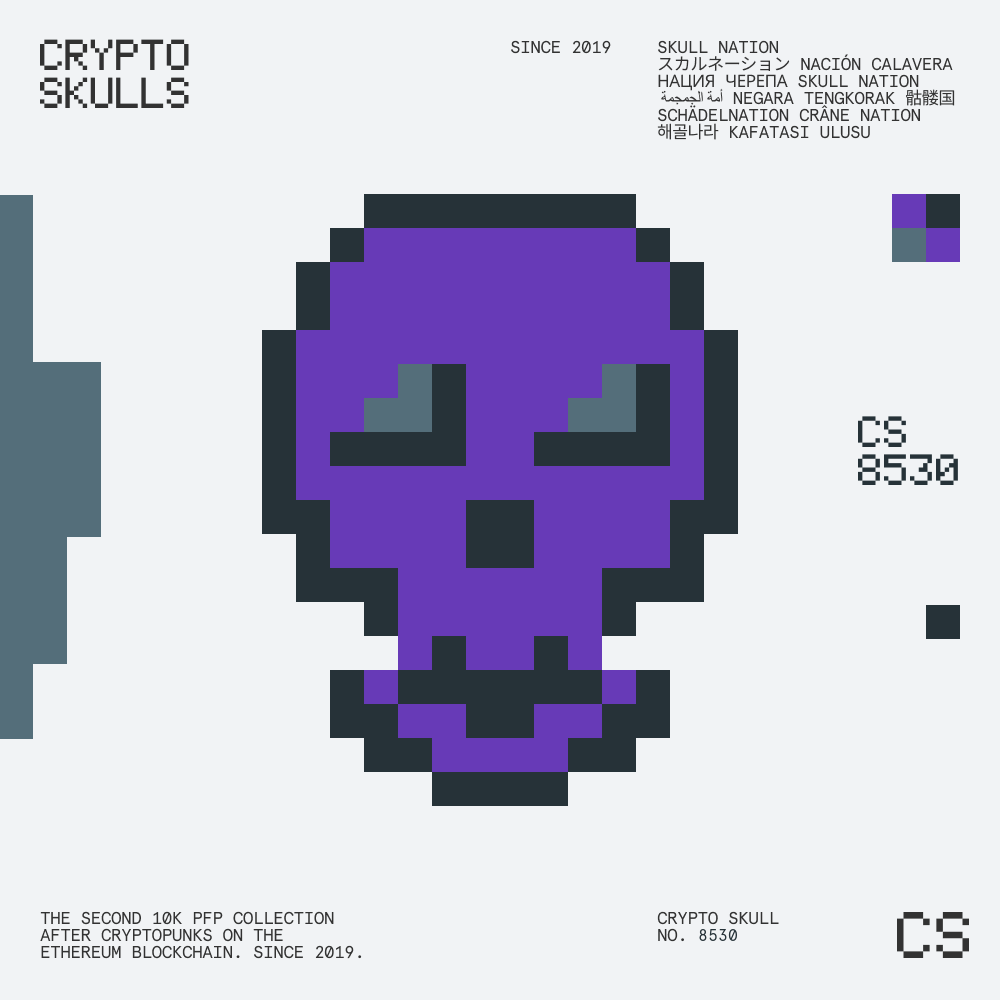 CRYPTO
SKULLS
SINCE 2019
SKULL NATION
スカルネーション NACIÓN CALAVERA
НАЦИЯ ЧЕРЕПА SKULL NATION
أمة الجمجمة NEGARA TENGKORAK 骷髅国
SCHÄDELNATION CRÂNE NATION
해골나라 KAFATASI ULUSU
CS
8530
THE SECOND 10K PFP COLLECTION
AFTER CRYPTOPUNKS ON THE
ETHEREUM BLOCKCHAIN. SINCE 2019.
CRYPTO SKULL
NO. 8530
CS